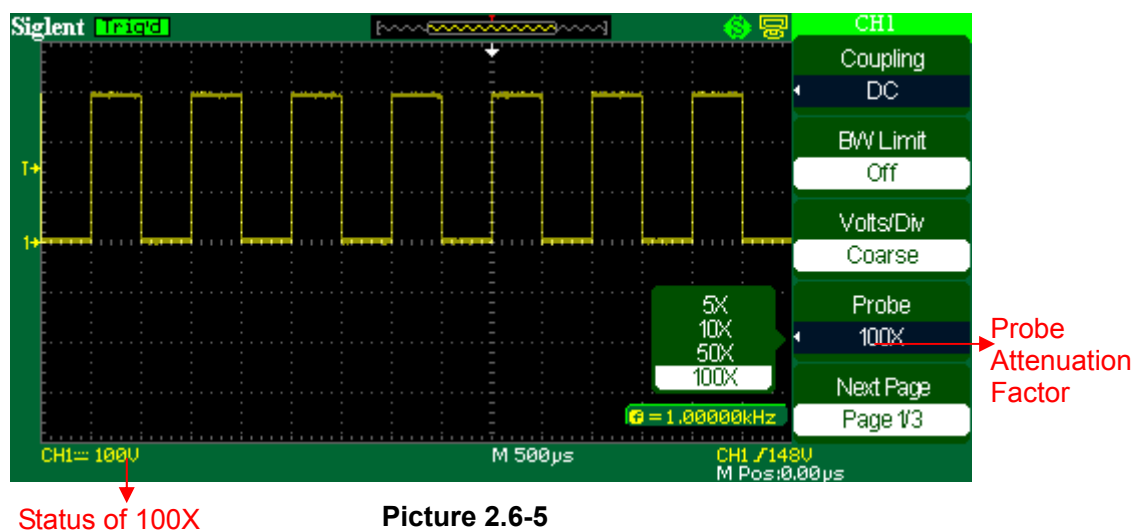 Siglent Trig'd CH1
Coupling
DC
BW Limit
Off
T
Volts/Div
1
Coarse
5X
10X
50X
100X
Probe
100X
Probe
Attenuation
Factor
Next Page
Page 1/3
f = 1.00000kHz
CH1 100V
M 500µs
CH1 148V
M Pos:0.00µs
Status of 100X
Picture 2.6-5